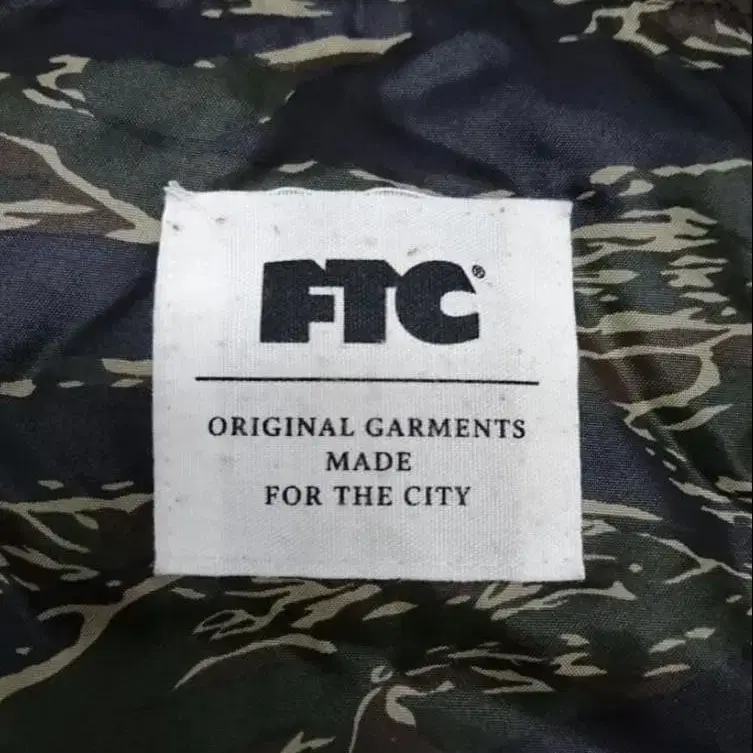 FTC®
ORIGINAL GARMENTS
MADE
FOR THE CITY